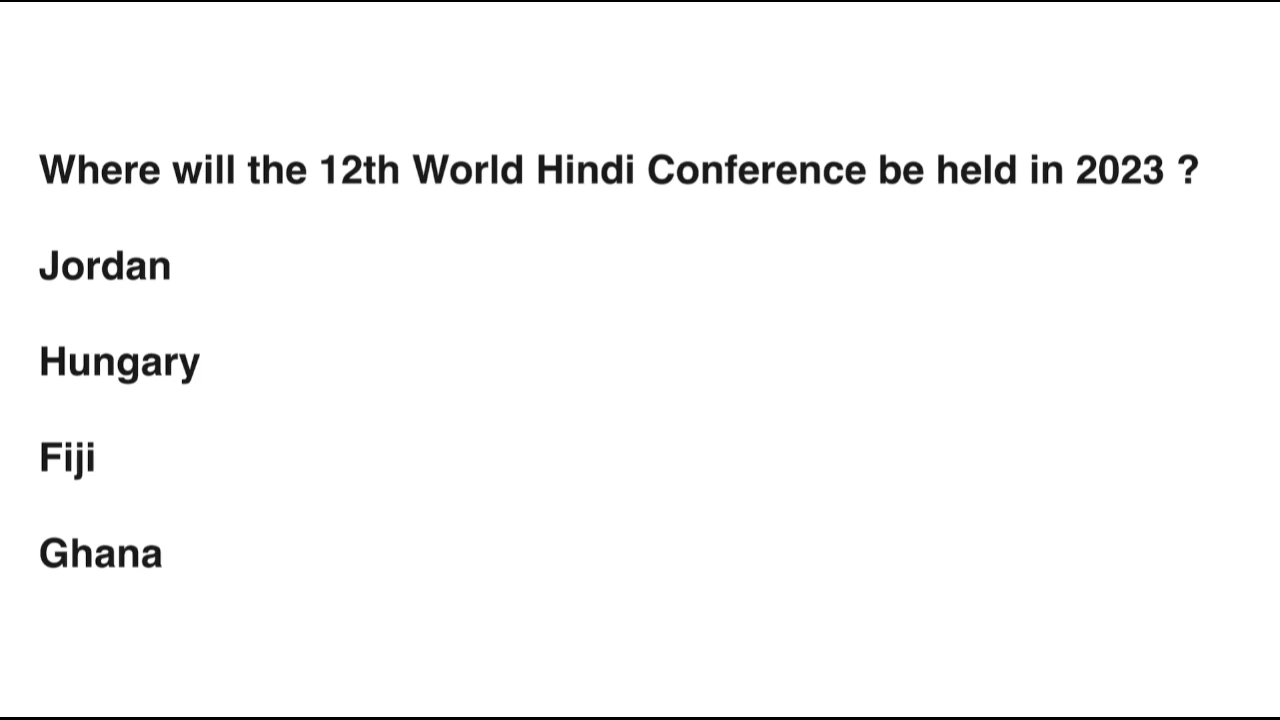 Where will the 12th World Hindi Conference be held in 2023 ?
Jordan
Hungary
Fiji
Ghana